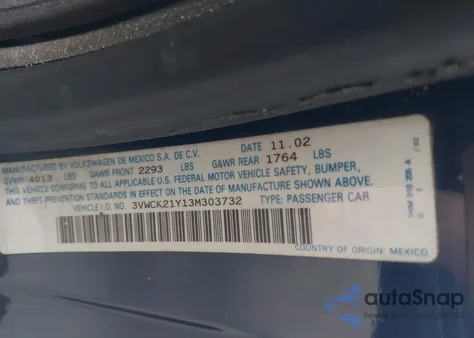 MANUFACTURED BY VOLKSWAGEN DE MEXICO S.A. DE C.V. DATE 11.02
GVWR 4013 LBS GAWR FRONT 2293 LBS GAWR REAR 1764 LBS
THIS VEHICLE CONFORMS TO ALL APPLICABLE U.S. FEDERAL MOTOR VEHICLE SAFETY, BUMPER,
AND THEFT PREVENTION STANDARDS IN EFFECT ON THE DATE OF MANUFACTURE SHOWN ABOVE.
VEHICLE I.D. 3VWCK21Y13M303732 TYPE: PASSENGER CAR
COUNTRY OF ORIGIN: MEXICO
autoSnap